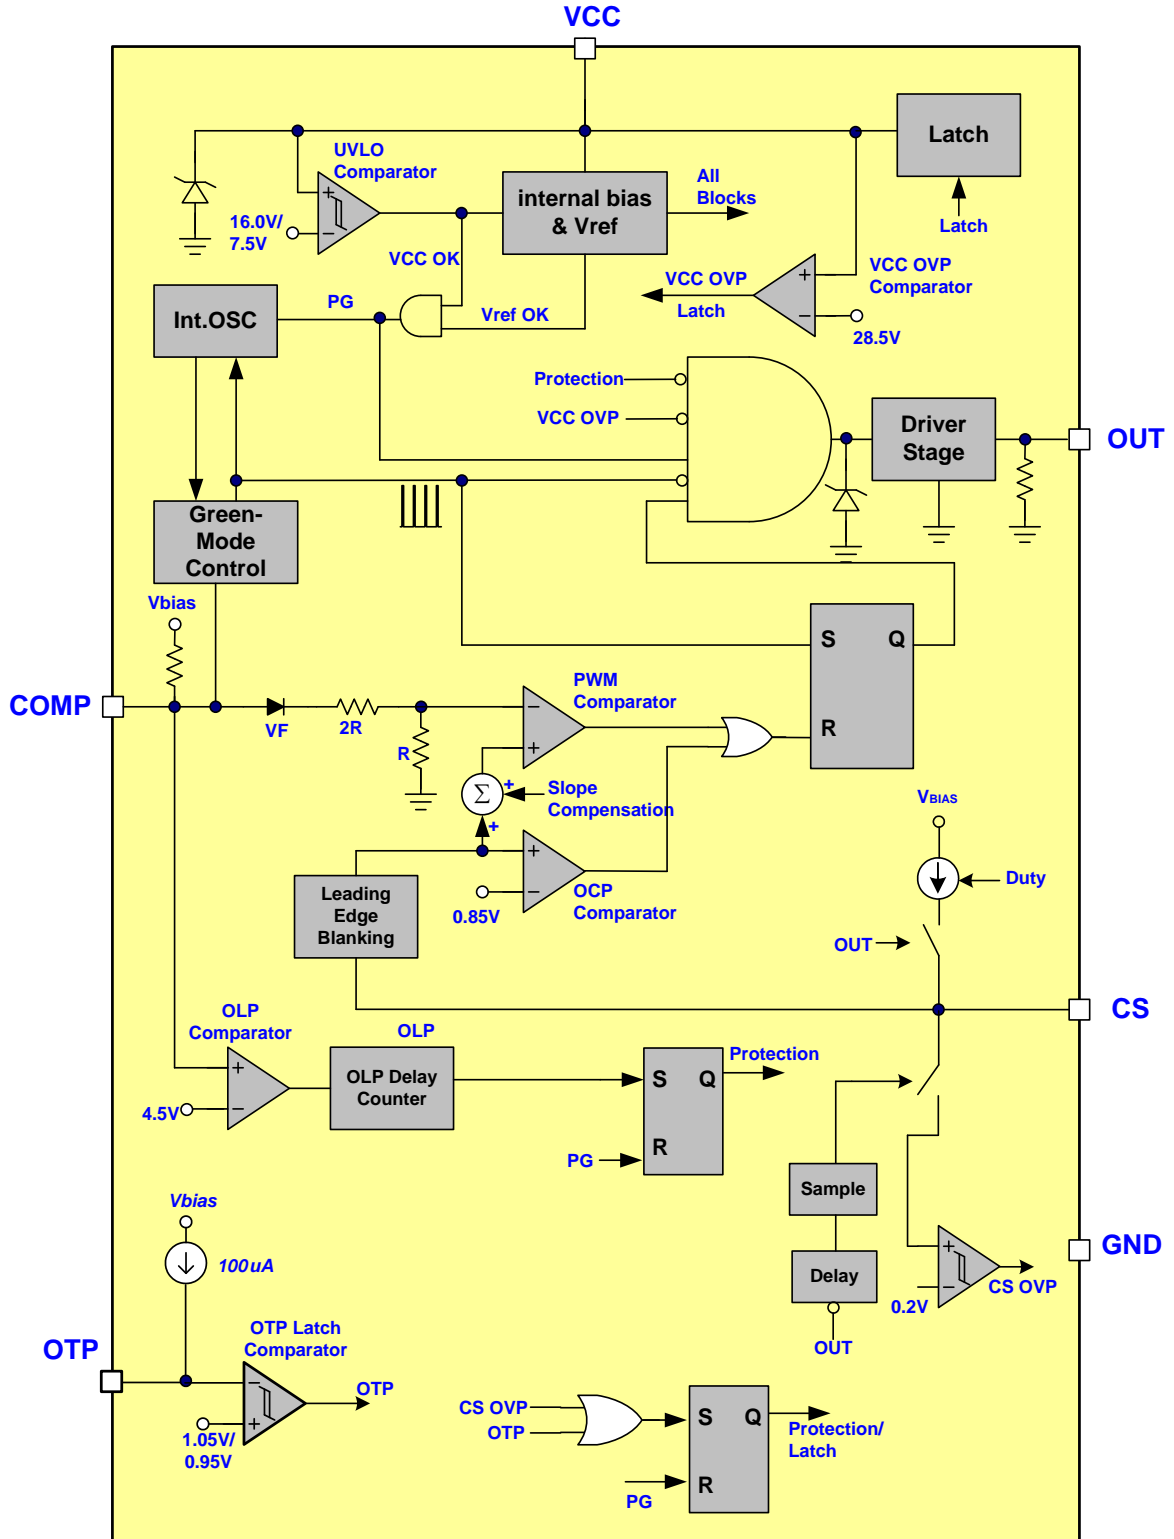 VCC
Latch
UVLO
Comparator
All
Blocks
internal bias
& Vref
16.0V/
7.5V
Latch
VCC OK
VCC OVP
Latch
VCC OVP
Comparator
PG
Vref OK
Int.OSC
28.5V
Protection
VCC OVP
Driver
Stage
OUT
Green-
Mode
Control
Vbias
S
Q
R
COMP
VF
2R
R
PWM
Comparator
Σ
Slope
Compensation
VBIAS
Duty
Leading
Edge
Blanking
0.85V
OCP
Comparator
OUT
CS
OLP
Comparator
OLP
OLP Delay
Counter
4.5V
S
Q
R
Protection
PG
Sample
Delay
OUT
GND
0.2V
CS OVP
Vbias
100uA
OTP
OTP Latch
Comparator
OTP
1.05V/
0.95V
CS OVP
OTP
S
Q
R
Protection/
Latch
PG